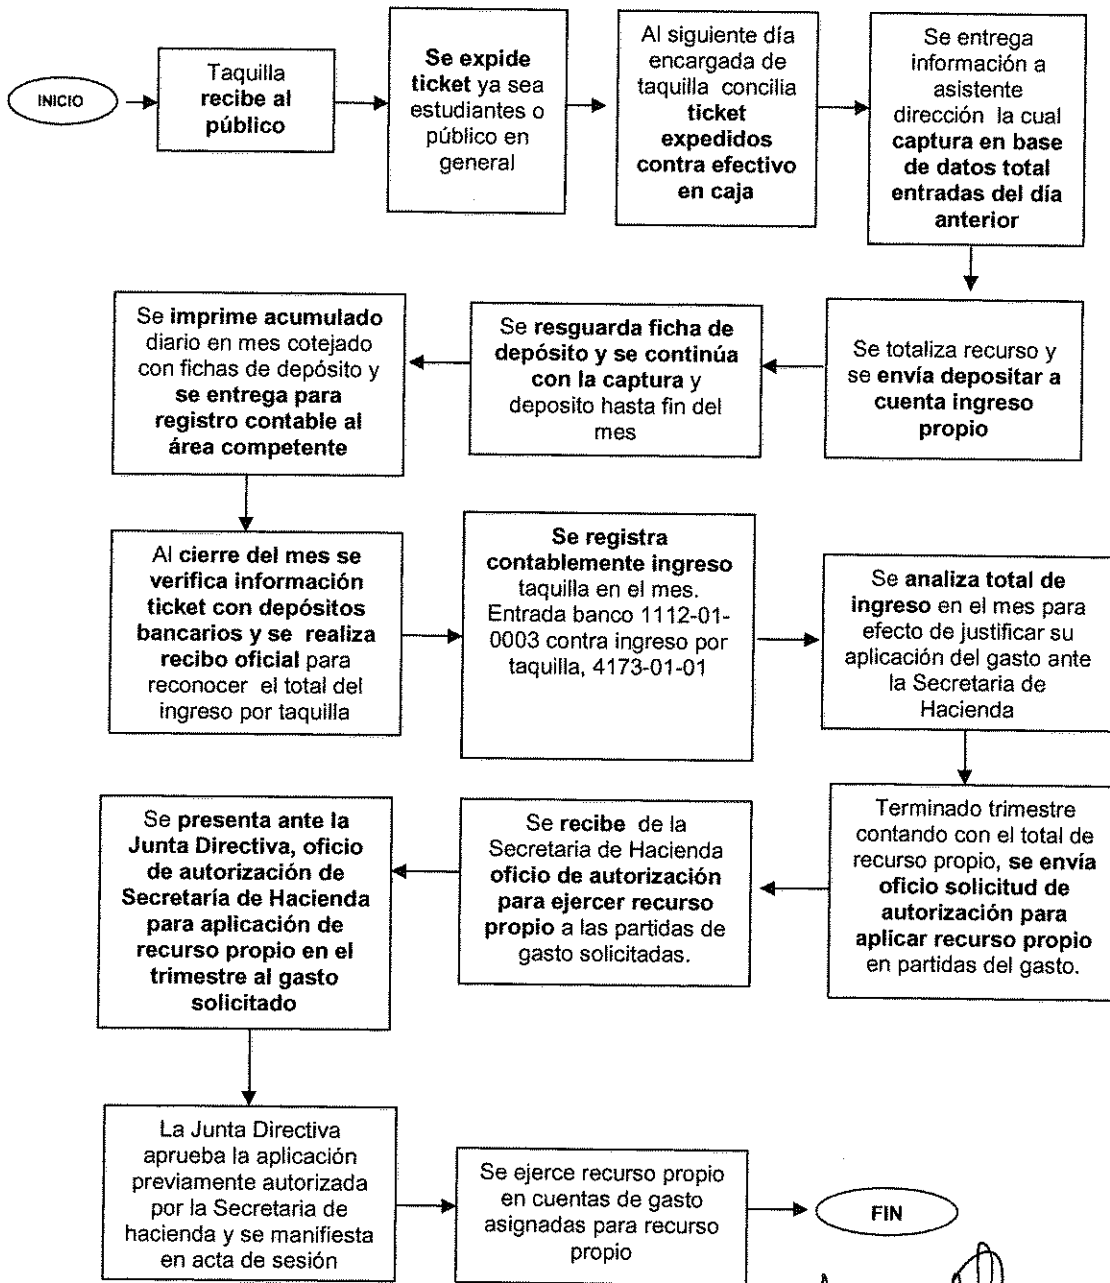 INICIO
Taquilla
recibe al
público
Se expide
ticket ya sea
estudiantes o
público en
general
Al siguiente día
encargada de
taquilla concilia
ticket
expedidos
contra efectivo
en caja
Se entrega
información a
asistente
dirección la cual
captura en base
de datos total
entradas del día
anterior
Se totaliza recurso y
se envía depositar a
cuenta ingreso
propio
Se resguarda ficha de
depósito y se continúa
con la captura y
deposito hasta fin del
mes
Se imprime acumulado
diario en mes cotejado
con fichas de depósito y
se entrega para
registro contable al
área competente
Al cierre del mes se
verifica información
ticket con depósitos
bancarios y se realiza
recibo oficial para
reconocer el total del
ingreso por taquilla
Se registra
contablemente ingreso
taquilla en el mes.
Entrada banco 1112-01-
0003 contra ingreso por
taquilla, 4173-01-01
Se analiza total de
ingreso en el mes para
efecto de justificar su
aplicación del gasto ante
la Secretaria de
Hacienda
Terminado trimestre
contando con el total de
recurso propio, se envía
oficio solicitud de
autorización para
aplicar recurso propio
en partidas del gasto.
Se recibe de la
Secretaria de Hacienda
oficio de autorización
para ejercer recurso
propio a las partidas de
gasto solicitadas.
Se presenta ante la
Junta Directiva, oficio
de autorización de
Secretaría de Hacienda
para aplicación de
recurso propio en el
trimestre al gasto
solicitado
La Junta Directiva
aprueba la aplicación
previamente autorizada
por la Secretaria de
hacienda y se manifiesta
en acta de sesión
Se ejerce recurso propio
en cuentas de gasto
asignadas para recurso
propio
FIN